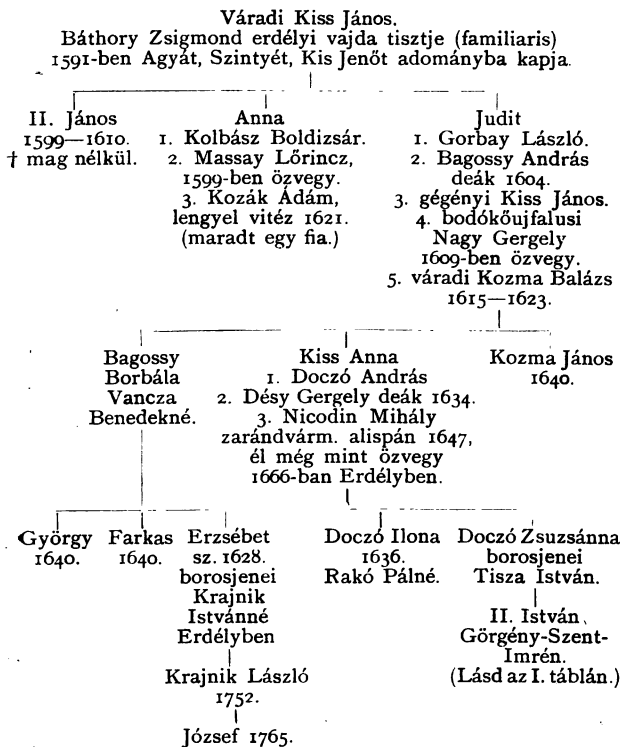 Váradi Kiss János.
Báthory Zsigmond erdélyi vajda tisztje (familiaris)
1591-ben Agyát, Szintyét, Kis Jenőt adományba kapja.
II. János
1599—1610.
† mag nélkül.
Anna
1. Kolbász Boldizsár.
2. Massay Lőrincz,
1599-ben özvegy.
3. Kozák Ádám,
lengyel vitéz 1621.
(maradt egy fia.)
Judit
1. Gorbay László.
2. Bagossy András
deák 1604.
3. gégényi Kiss János.
4. bodókőujfalusi
Nagy Gergely
1609-ben özvegy.
5. váradi Kozma Balázs
1615—1623.
Bagossy
Borbála
Vancza
Benedekné.
Kiss Anna
1. Doczó András
2. Désy Gergely deák 1634.
3. Nicodin Mihály
zarándvárm. alispán 1647,
él még mint özvegy
1666-ban Erdélyben.
Kozma János
1640.
György
1640.
Farkas
1640.
Erzsébet
sz. 1628.
borosjenei
Krajnik
Istvánné
Erdélyben
Krajnik László
1752.
József 1765.
Doczó Ilona
1636.
Rakó Pálné.
Doczó Zsuzsánna
borosjenei
Tisza István.
II. István
Görgény-Szent-
Imrén.
(Lásd az I. táblán.)